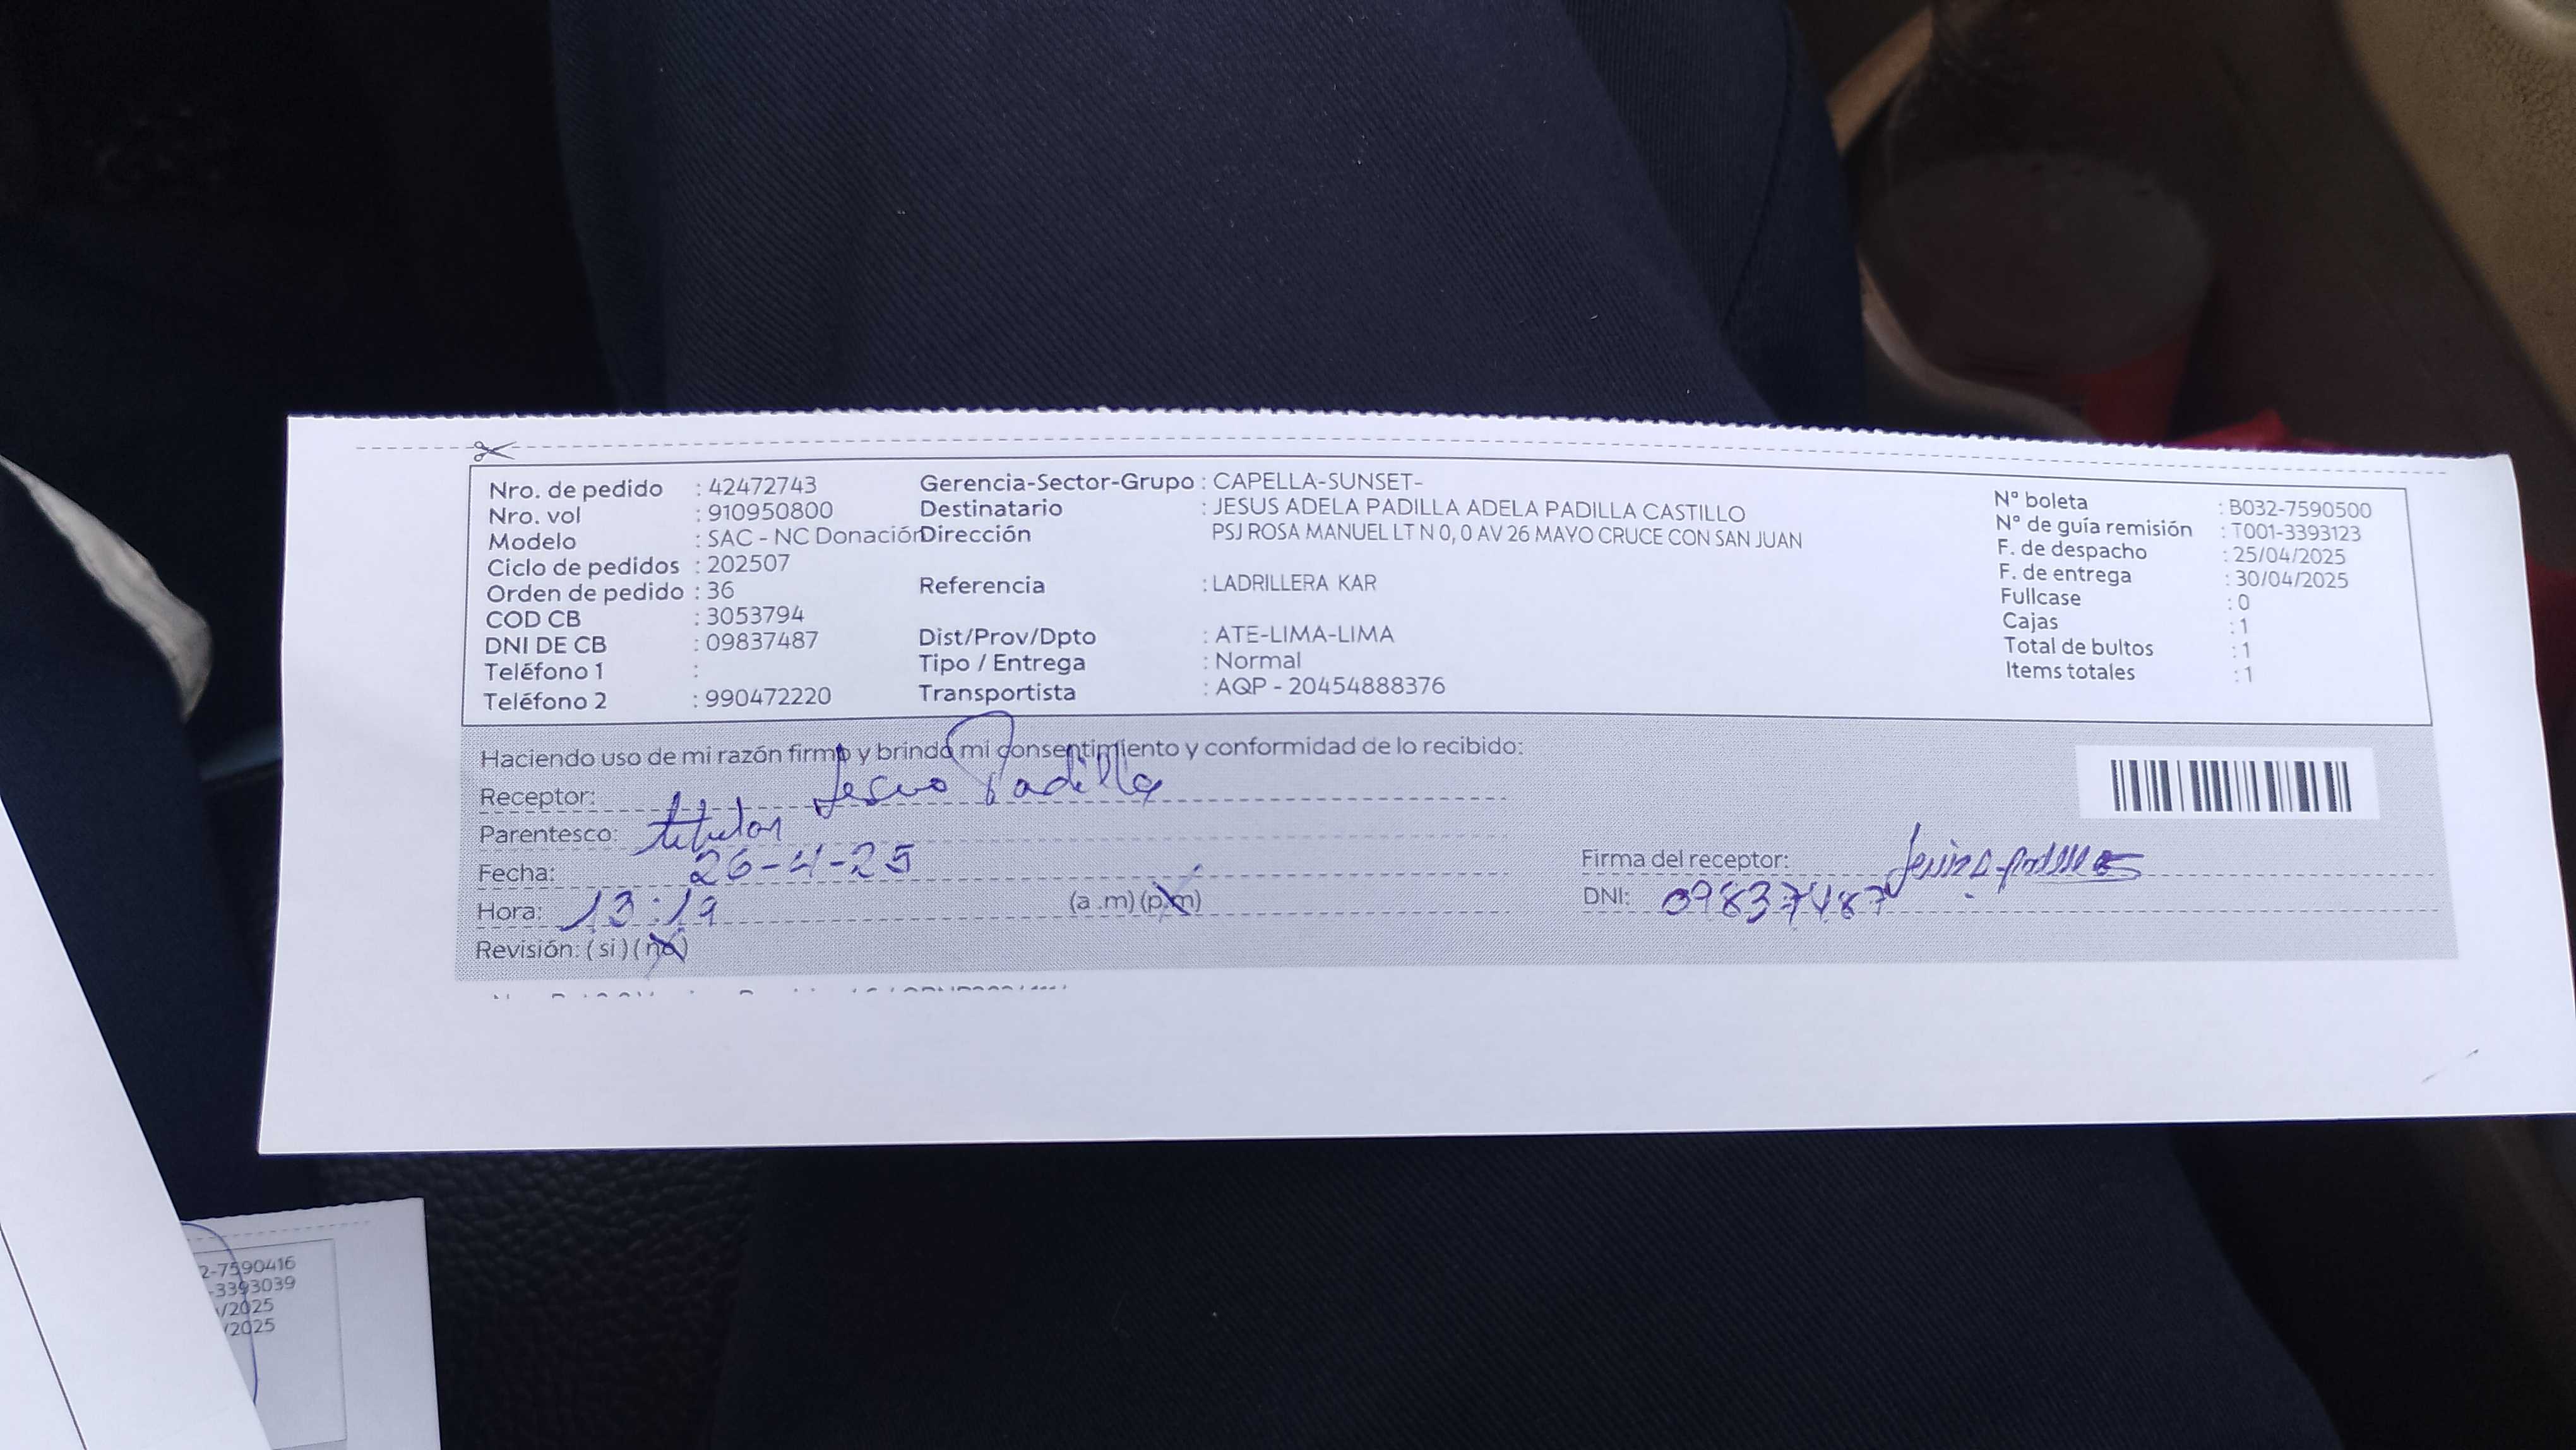 Nro. de pedido : 42472743
Nro. vol : 910950800
Modelo : SAC - NC Donación
Ciclo de pedidos : 202507
Orden de pedido : 36
COD CB : 3053794
DNI DE CB : 09837487
Teléfono 1 :
Teléfono 2 : 990472220
Gerencia-Sector-Grupo : CAPELLA-SUNSET-
Destinatario : JESUS ADELA PADILLA ADELA PADILLA CASTILLO
Dirección PSJ ROSA MANUEL LT N 0, 0 AV 26 MAYO CRUCE CON SAN JUAN
Referencia : LADRILLERA KAR
Dist/Prov/Dpto : ATE-LIMA-LIMA
Tipo / Entrega : Normal
Transportista : AQP - 20454888376
N° boleta : B032-7590500
N° de guía remisión : T001-3393123
F. de despacho : 25/04/2025
F. de entrega : 30/04/2025
Fullcase : 0
Cajas : 1
Total de bultos : 1
Items totales : 1
Haciendo uso de mi razón firmo y brindo mi consentimiento y conformidad de lo recibido:
Receptor: Jesus Padilla
Parentesco: titular
Fecha: 26-4-25
Hora: 13:19 (a .m) (p.m)
Revisión: ( si ) ( no )
Firma del receptor:
DNI: 09837487
2-7590416
-3393039
/2025
/2025